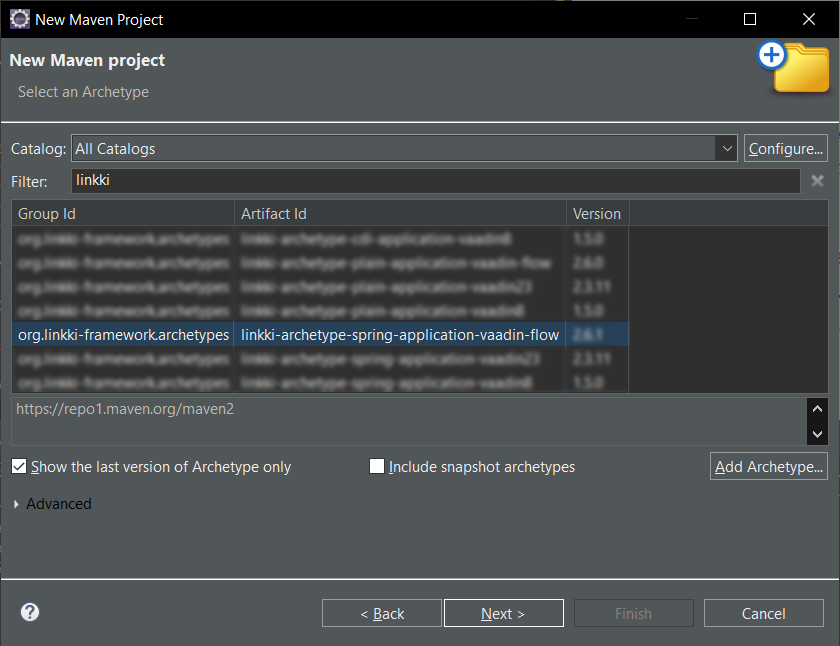 New Maven Project
New Maven project
Select an Archetype
Catalog: All Catalogs Configure...
Filter: linkki
Group Id Artifact Id Version
org.linkki-framework.archetypes linkki-archetype-cdi-application-vaadin8 1.5.0
org.linkki-framework.archetypes linkki-archetype-plain-application-vaadin-flow 2.6.0
org.linkki-framework.archetypes linkki-archetype-plain-application-vaadin23 2.3.11
org.linkki-framework.archetypes linkki-archetype-plain-application-vaadin8 1.5.0
org.linkki-framework.archetypes linkki-archetype-spring-application-vaadin-flow 2.6.1
org.linkki-framework.archetypes linkki-archetype-spring-application-vaadin23 2.3.11
org.linkki-framework.archetypes linkki-archetype-spring-application-vaadin8 1.5.0
https://repo1.maven.org/maven2
Show the last version of Archetype only Include snapshot archetypes Add Archetype...
Advanced
? < Back Next > Finish Cancel